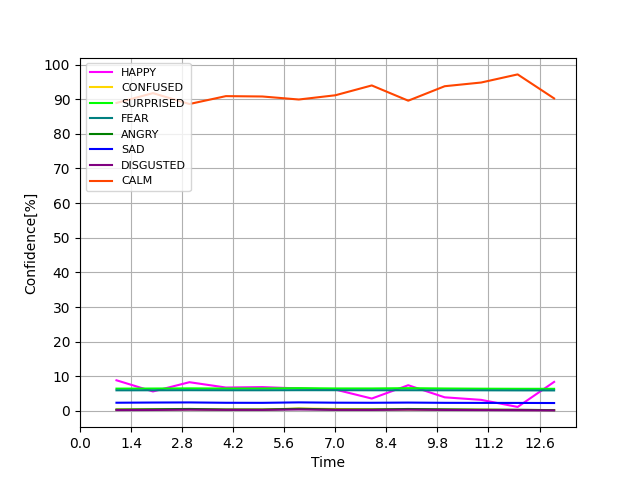 100
90
80
70
60
50
40
30
20
10
0
Confidence[%]
HAPPY
CONFUSED
SURPRISED
FEAR
ANGRY
SAD
DISGUSTED
CALM
0.0 1.4 2.8 4.2 5.6 7.0 8.4 9.8 11.2 12.6
Time